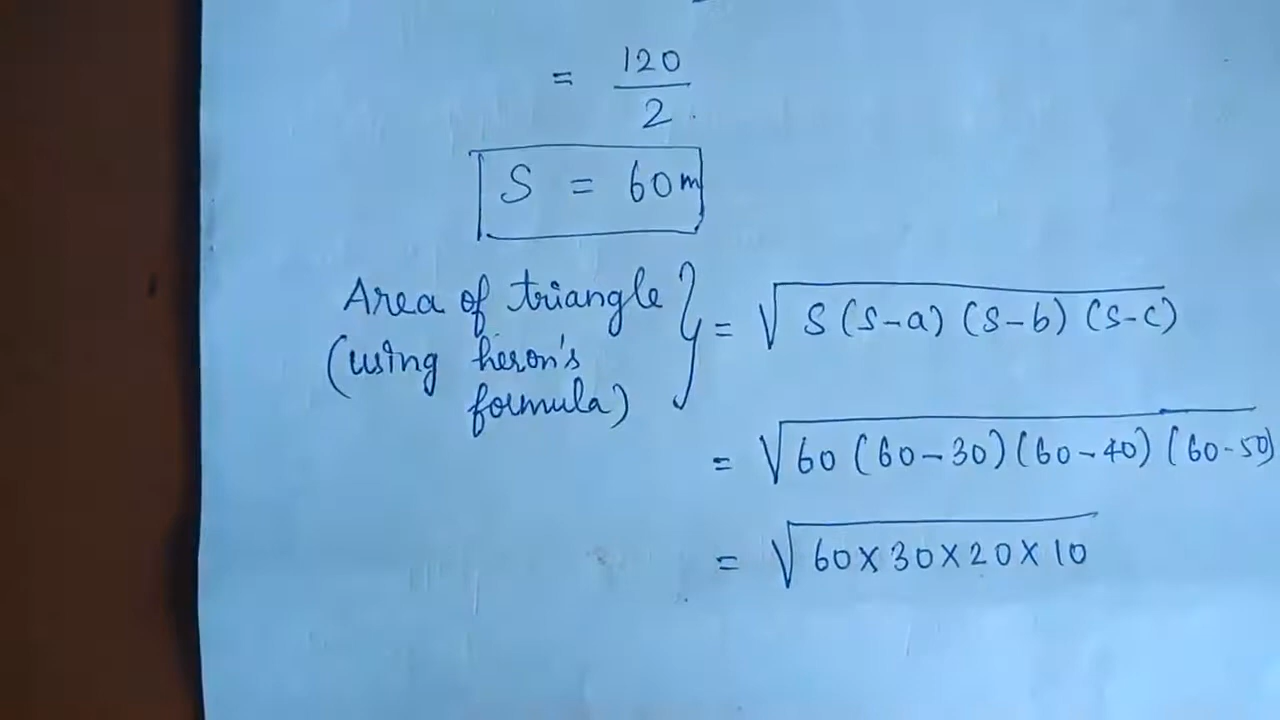 = 120/2
S = 60m
Area of triangle } = √S(S-a)(S-b)(S-c)
(using heron's
formula)
= √60(60-30)(60-40)(60-50)
= √60×30×20×10